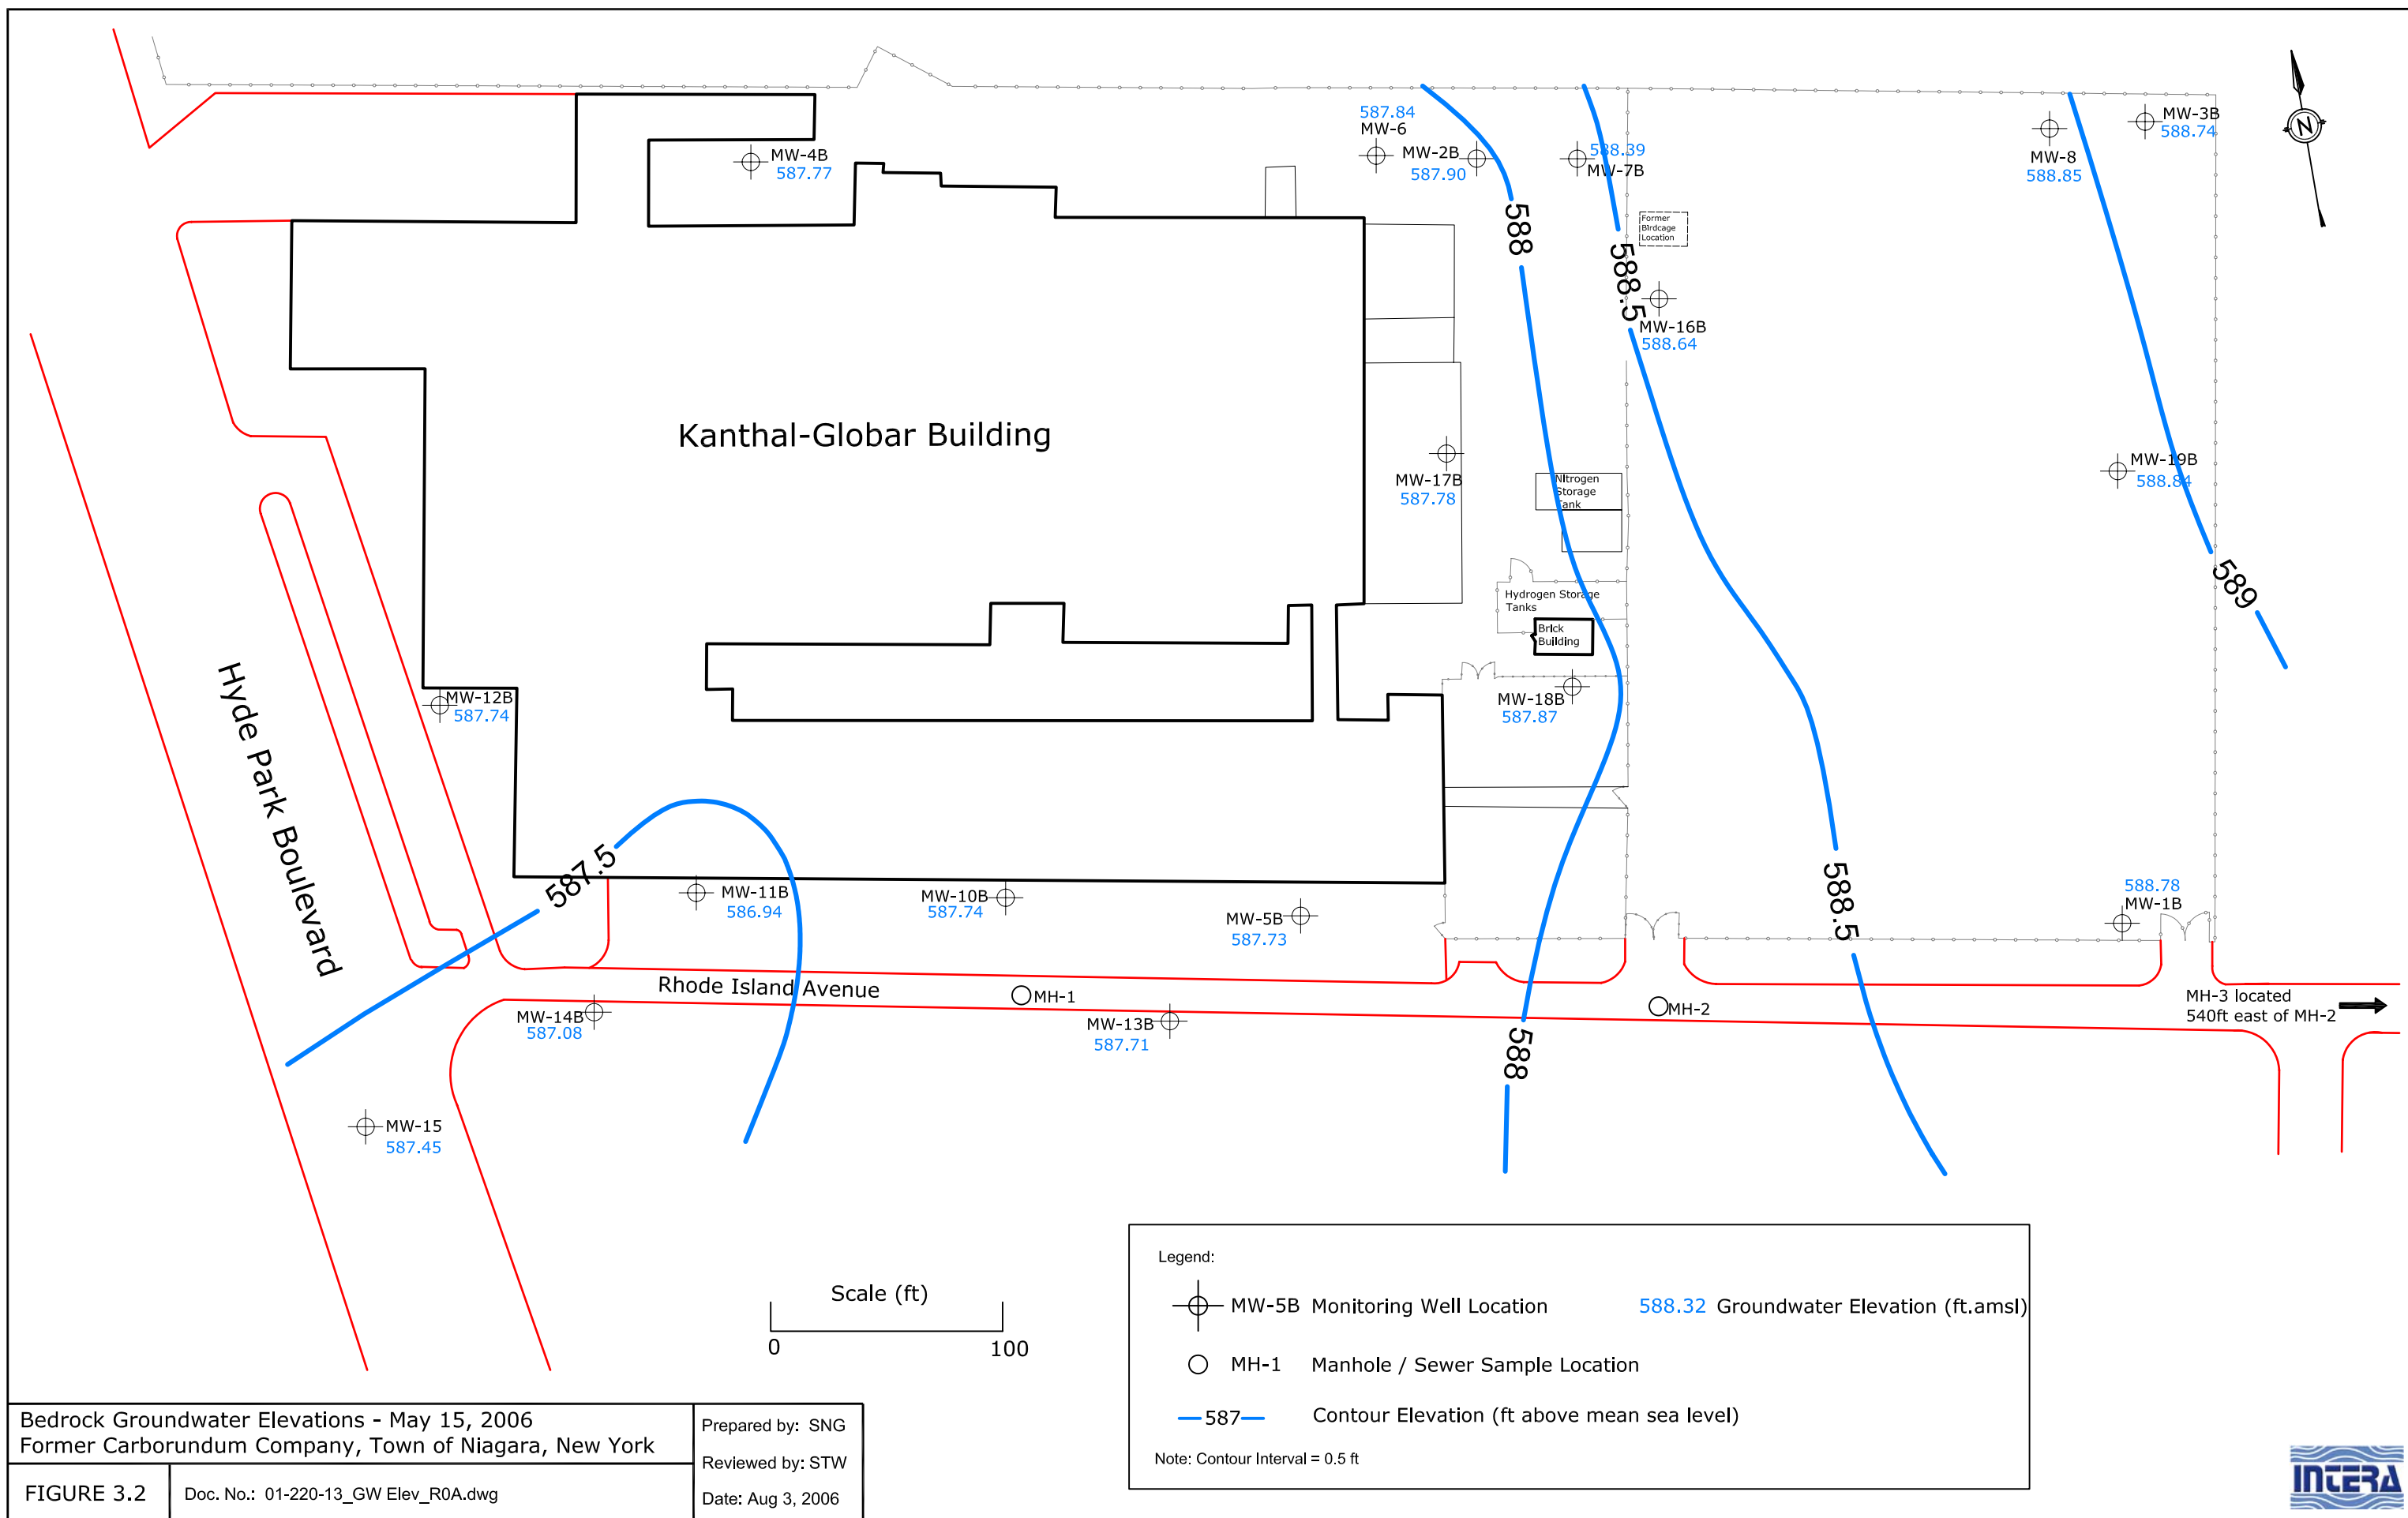 587.84
MW-6
MW-4B
587.77
MW-2B
587.90
588.39
MW-7B
MW-8
588.85
MW-3B
588.74
N
588
588.5
Former
Birdcage
Location
MW-16B
588.64
Kanthal-Globar Building
MW-17B
587.78
Nitrogen
Storage
Tank
MW-19B
588.84
589
Hydrogen Storage
Tanks
Brick
Building
MW-18B
587.87
MW-12B
587.74
Hyde Park Boulevard
587.5
MW-11B
586.94
MW-10B
587.74
MW-5B
587.73
588.5
588.78
MW-1B
Rhode Island Avenue
MH-1
MH-2
MH-3 located
540ft east of MH-2
MW-14B
587.08
MW-13B
587.71
588
MW-15
587.45
Scale (ft)
0 100
Legend:
MW-5B Monitoring Well Location
588.32 Groundwater Elevation (ft.amsl)
MH-1 Manhole / Sewer Sample Location
587 Contour Elevation (ft above mean sea level)
Note: Contour Interval = 0.5 ft
Bedrock Groundwater Elevations - May 15, 2006
Former Carborundum Company, Town of Niagara, New York
FIGURE 3.2
Doc. No.: 01-220-13_GW Elev_R0A.dwg
Prepared by: SNG
Reviewed by: STW
Date: Aug 3, 2006
INTERA